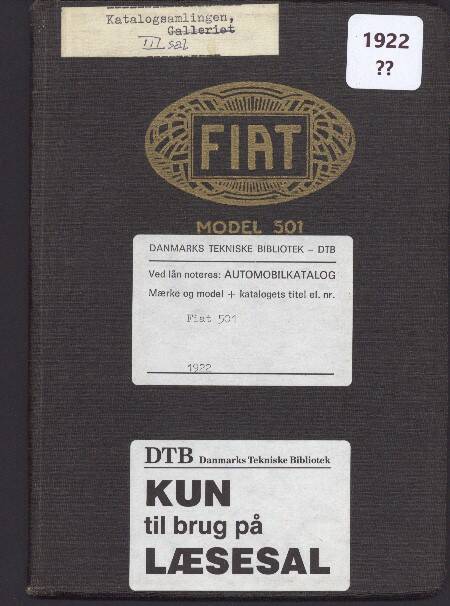 Katalogsamlingen,
Galleriet
III sal
1922
??
FIAT
MODEL 501
DANMARKS TEKNISKE BIBLIOTEK – DTB
Ved lån noteres: AUTOMOBILKATALOG
Mærke og model + katalogets titel el. nr.
Fiat 501
1922
DTB Danmarks Tekniske Bibliotek
KUN
til brug på
LÆSESAL